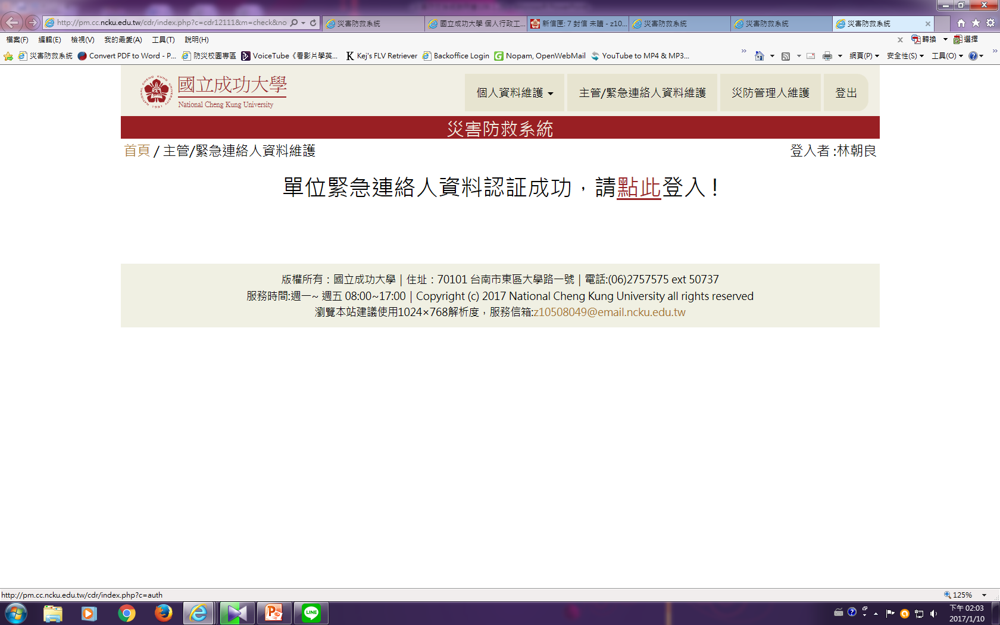 http://pm.cc.ncku.edu.tw/cdr/index.php?c=cdr12111&m=check&no
災害防救系統
國立成功大學 個人行政工...
新信匣: 7 封信 未讀 - z10...
災害防救系統
災害防救系統
災害防救系統
檔案(F) 編輯(E) 檢視(V) 我的最愛(A) 工具(T) 說明(H)
轉換 選擇
災害防救系統 Convert PDF to Word - P... 防災校園專區 VoiceTube《看影片學英... Kej's FLV Retriever Backoffice Login Nopam, OpenWebMail YouTube to MP4 & MP3...
網頁(P) 安全性(S) 工具(O)
國立成功大學
National Cheng Kung University
個人資料維護 主管/緊急連絡人資料維護 災防管理人維護 登出
災害防救系統
首頁 / 主管/緊急連絡人資料維護
登入者 :林朝良
單位緊急連絡人資料認証成功，請點此登入！
版權所有：國立成功大學 | 住址：70101 台南市東區大學路一號 | 電話:(06)2757575 ext 50737
服務時間:週一~ 週五 08:00~17:00 | Copyright (c) 2017 National Cheng Kung University all rights reserved
瀏覽本站建議使用1024×768解析度，服務信箱:z10508049@email.ncku.edu.tw
http://pm.cc.ncku.edu.tw/cdr/index.php?c=auth
125%
LINE
下午 02:03
2017/1/10